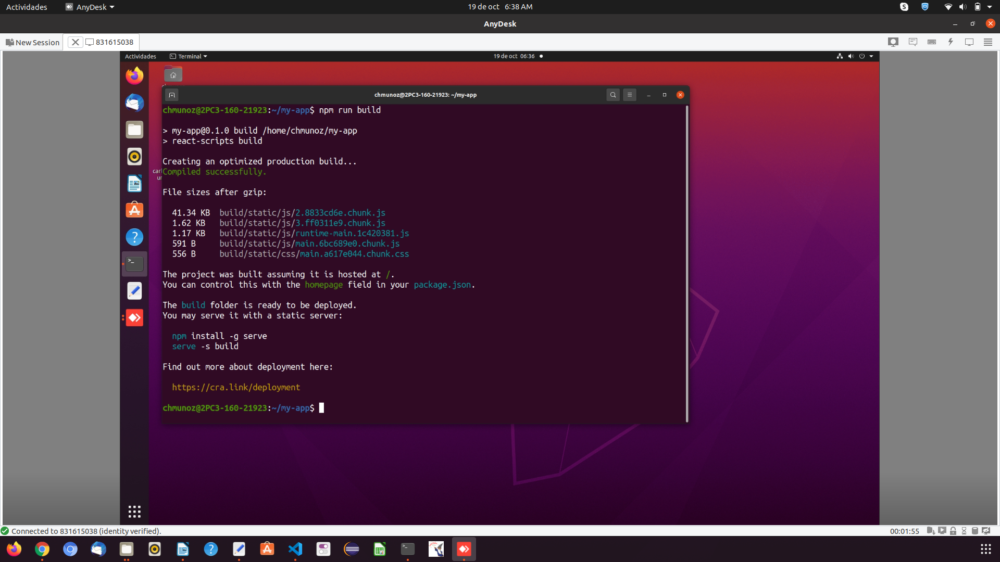 Actividades
AnyDesk
19 de oct 6:38 AM
AnyDesk
New Session
831615038
Actividades
Terminal
19 de oct 06:36
chmunoz@2PC3-160-21923: ~/my-app
chmunoz@2PC3-160-21923:~/my-app$ npm run build
> my-app@0.1.0 build /home/chmunoz/my-app
> react-scripts build
Creating an optimized production build...
Compiled successfully.
File sizes after gzip:
41.34 KB build/static/js/2.8833cd6e.chunk.js
1.62 KB build/static/js/3.ff0311e9.chunk.js
1.17 KB build/static/js/runtime-main.1c420381.js
591 B build/static/js/main.6bc689e0.chunk.js
556 B build/static/css/main.a617e044.chunk.css
The project was built assuming it is hosted at /.
You can control this with the homepage field in your package.json.
The build folder is ready to be deployed.
You may serve it with a static server:
npm install -g serve
serve -s build
Find out more about deployment here:
https://cra.link/deployment
chmunoz@2PC3-160-21923:~/my-app$
Connected to 831615038 (identity verified).
00:01:55